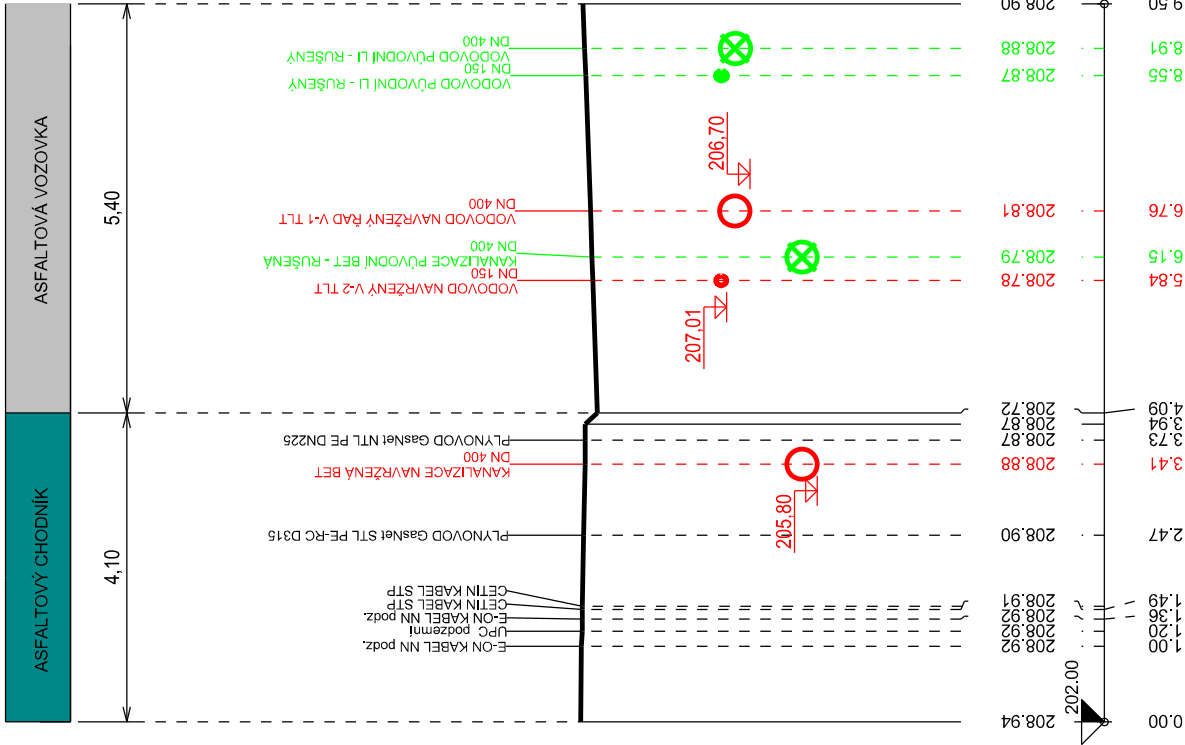 ASFALTOVÁ VOZOVKA
ASFALTOVÝ CHODNÍK
5,40
4,10
VODOVOD PŮVODNÍ LI - RUŠENÝ
DN 400
VODOVOD PŮVODNÍ LI - RUŠENÝ
DN 150
VODOVOD NAVRŽENÝ ŘAD V-1 TLT
DN 400
KANALIZACE PŮVODNÍ BET - RUŠENÁ
DN 400
VODOVOD NAVRŽENÝ V-2 TLT
DN 150
PLYNOVOD GasNet NTL PE DN225
KANALIZACE NAVRŽENÁ BET
DN 400
PLYNOVOD GasNet STL PE-RC D315
CETIN KABEL STP
CETIN KABEL STP
E-ON KABEL NN podz.
UPC podzemní
E-ON KABEL NN podz.
206,70
207,01
205,80
208.90
208.88
208.87
208.81
208.79
208.78
208.72
208.87
208.87
208.88
208.90
208.91
208.92
208.92
208.92
208.94
202.00
9.50
8.91
8.55
6.76
6.15
5.84
4.09
3.94
3.73
3.41
2.47
1.49
1.36
1.20
1.00
0.00